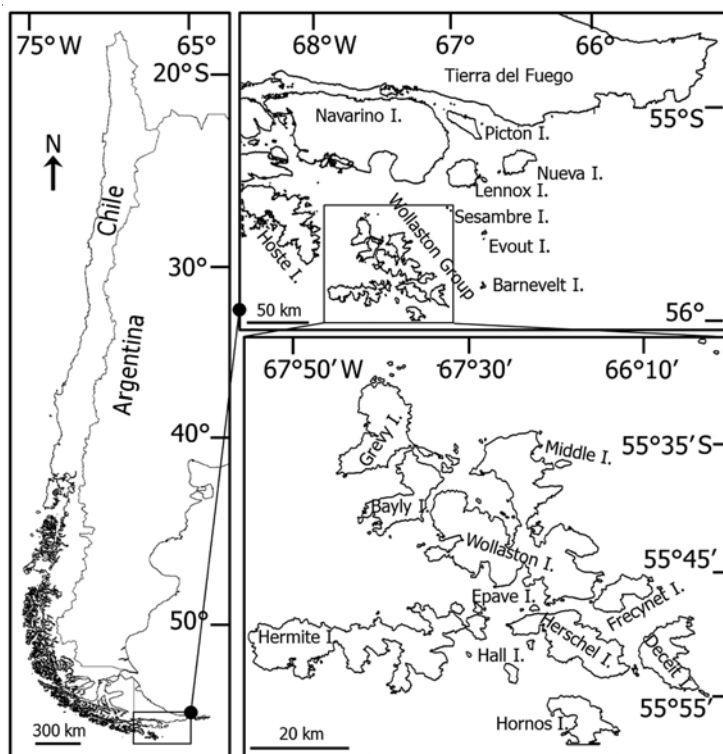 75°W 65°
20°S
N
Chile
30°
Argentina
40°
50°
300 km
68°W 67° 66°
Tierra del Fuego
Navarino I.
Picton I.
55°S
Nueva I.
Lennox I.
Sesambre I.
Wollaston Group
Hoste I.
Evout I.
Barnevelt I.
50 km
56°
67°50′W 67°30′ 66°10′
Grevy I.
Middle I.
55°35′S
Bayly I.
Wollaston I.
55°45′
Epave I.
Frecynet I.
Hermite I
Herschel I.
Deceit I.
Hall I.
55°55′
Hornos I.
20 km